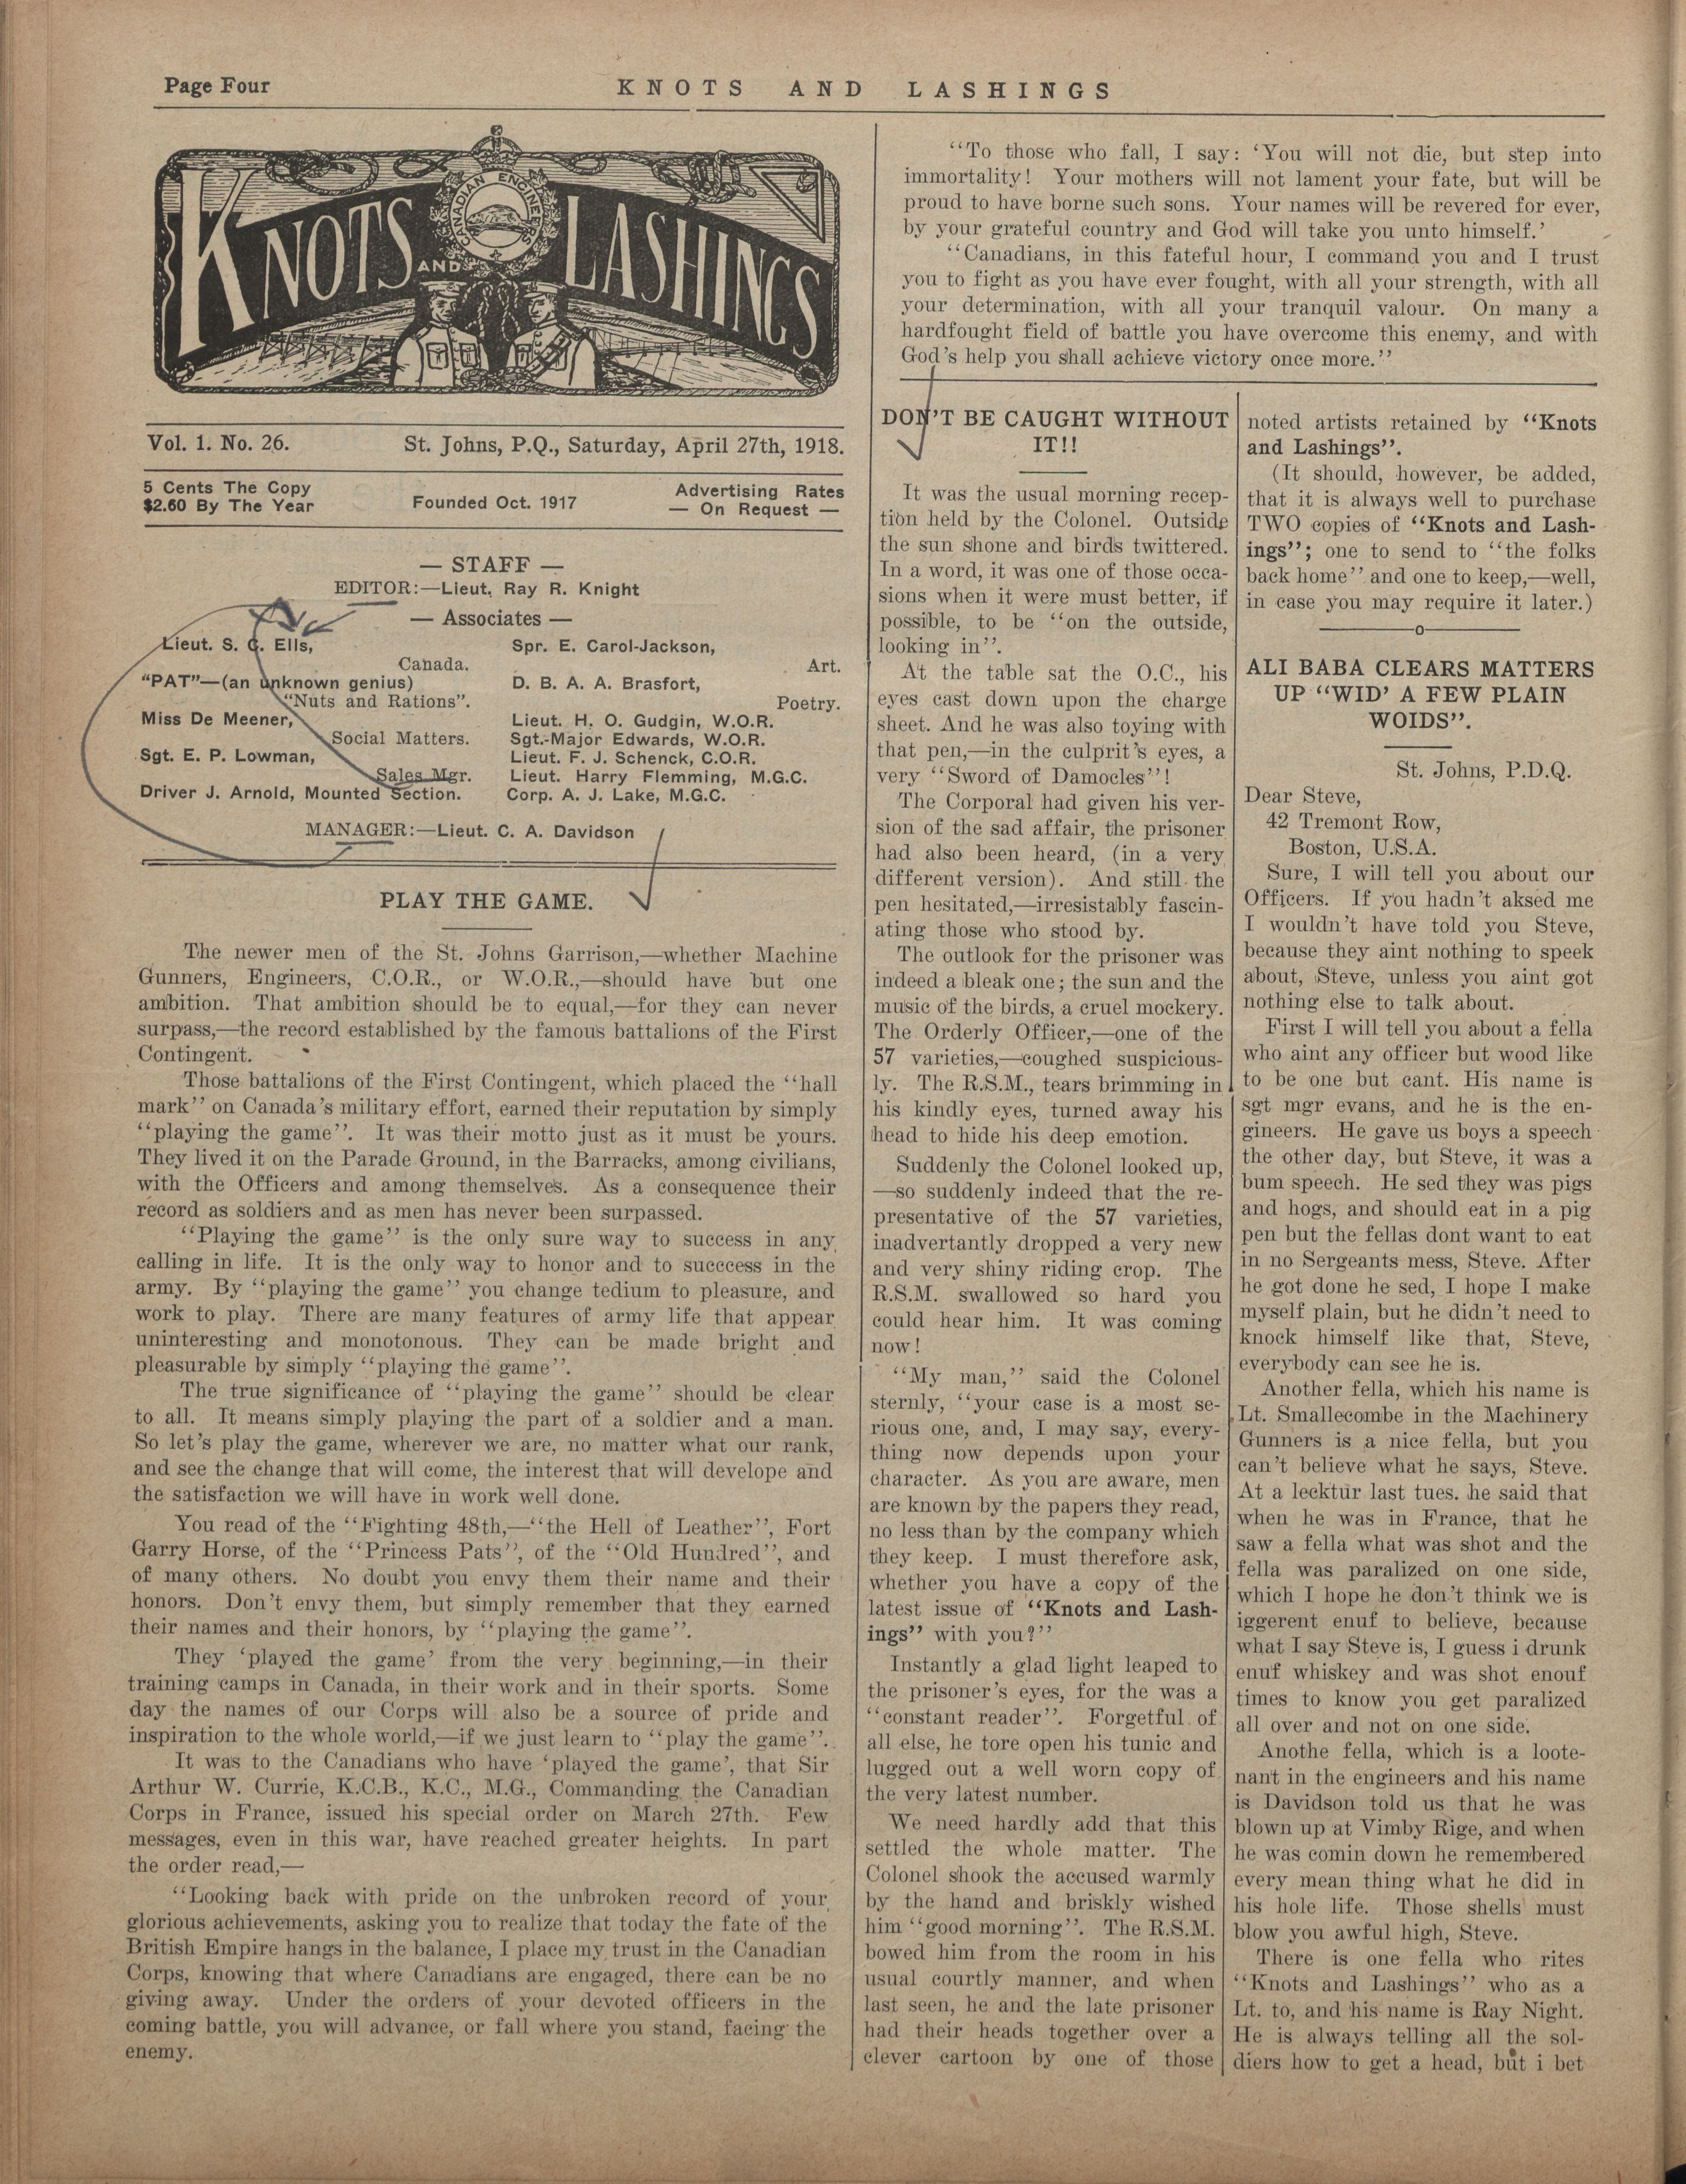 Page Four
KNOTS AND LASHINGS
KNOTS AND LASHINGS
CANADIAN ENGINEERS
Vol. 1. No. 26. St. Johns, P.Q., Saturday, April 27th, 1918.
5 Cents The Copy
$2.60 By The Year
Founded Oct. 1917
Advertising Rates
— On Request —
— STAFF —
EDITOR:—Lieut. Ray R. Knight
— Associates —
Lieut. S. C. Ells,
Canada.
"PAT"—(an unknown genius)
"Nuts and Rations".
Miss De Meener,
Social Matters.
Sgt. E. P. Lowman,
Sales Mgr.
Driver J. Arnold, Mounted Section.
Spr. E. Carol-Jackson,
Art.
D. B. A. A. Brasfort,
Poetry.
Lieut. H. O. Gudgin, W.O.R.
Sgt.-Major Edwards, W.O.R.
Lieut. F. J. Schenck, C.O.R.
Lieut. Harry Flemming, M.G.C.
Corp. A. J. Lake, M.G.C.
MANAGER:—Lieut. C. A. Davidson
PLAY THE GAME.
The newer men of the St. Johns Garrison,—whether Machine
Gunners, Engineers, C.O.R., or W.O.R.,—should have but one
ambition. That ambition should be to equal,—for they can never
surpass,—the record established by the famous battalions of the First
Contingent.
Those battalions of the First Contingent, which placed the "hall
mark" on Canada's military effort, earned their reputation by simply
"playing the game". It was their motto just as it must be yours.
They lived it on the Parade Ground, in the Barracks, among civilians,
with the Officers and among themselves. As a consequence their
record as soldiers and as men has never been surpassed.
"Playing the game" is the only sure way to success in any
calling in life. It is the only way to honor and to succcess in the
army. By "playing the game" you change tedium to pleasure, and
work to play. There are many features of army life that appear
uninteresting and monotonous. They can be made bright and
pleasurable by simply "playing the game".
The true significance of "playing the game" should be clear
to all. It means simply playing the part of a soldier and a man.
So let's play the game, wherever we are, no matter what our rank,
and see the change that will come, the interest that will develope and
the satisfaction we will have in work well done.
You read of the "Fighting 48th,—"the Hell of Leather", Fort
Garry Horse, of the "Princess Pats", of the "Old Hundred", and
of many others. No doubt you envy them their name and their
honors. Don't envy them, but simply remember that they earned
their names and their honors, by "playing the game".
They 'played the game' from the very beginning,—in their
training camps in Canada, in their work and in their sports. Some
day the names of our Corps will also be a source of pride and
inspiration to the whole world,—if we just learn to "play the game".
It was to the Canadians who have 'played the game', that Sir
Arthur W. Currie, K.C.B., K.C., M.G., Commanding the Canadian
Corps in France, issued his special order on March 27th. Few
messages, even in this war, have reached greater heights. In part
the order read,—
"Looking back with pride on the unbroken record of your
glorious achievements, asking you to realize that today the fate of the
British Empire hangs in the balance, I place my trust in the Canadian
Corps, knowing that where Canadians are engaged, there can be no
giving away. Under the orders of your devoted officers in the
coming battle, you will advance, or fall where you stand, facing the
enemy.
"To those who fall, I say: 'You will not die, but step into
immortality! Your mothers will not lament your fate, but will be
proud to have borne such sons. Your names will be revered for ever,
by your grateful country and God will take you unto himself.'
"Canadians, in this fateful hour, I command you and I trust
you to fight as you have ever fought, with all your strength, with all
your determination, with all your tranquil valour. On many a
hardfought field of battle you have overcome this enemy, and with
God's help you shall achieve victory once more."
DON'T BE CAUGHT WITHOUT
IT!!
It was the usual morning recep-
tion held by the Colonel. Outside
the sun shone and birds twittered.
In a word, it was one of those occa-
sions when it were must better, if
possible, to be "on the outside,
looking in".
At the table sat the O.C., his
eyes cast down upon the charge
sheet. And he was also toying with
that pen,—in the culprit's eyes, a
very "Sword of Damocles"!
The Corporal had given his ver-
sion of the sad affair, the prisoner
had also been heard, (in a very
different version). And still the
pen hesitated,—irresistably fascin-
ating those who stood by.
The outlook for the prisoner was
indeed a bleak one; the sun and the
music of the birds, a cruel mockery.
The Orderly Officer,—one of the
57 varieties,—coughed suspicious-
ly. The R.S.M., tears brimming in
his kindly eyes, turned away his
head to hide his deep emotion.
Suddenly the Colonel looked up,
—so suddenly indeed that the re-
presentative of the 57 varieties,
inadvertantly dropped a very new
and very shiny riding crop. The
R.S.M. swallowed so hard you
could hear him. It was coming
now!
"My man," said the Colonel
sternly, "your case is a most se-
rious one, and, I may say, every-
thing now depends upon your
character. As you are aware, men
are known by the papers they read,
no less than by the company which
they keep. I must therefore ask,
whether you have a copy of the
latest issue of "Knots and Lash-
ings" with you?"
Instantly a glad light leaped to
the prisoner's eyes, for the was a
"constant reader". Forgetful of
all else, he tore open his tunic and
lugged out a well worn copy of
the very latest number.
We need hardly add that this
settled the whole matter. The
Colonel shook the accused warmly
by the hand and briskly wished
him "good morning". The R.S.M.
bowed him from the room in his
usual courtly manner, and when
last seen, he and the late prisoner
had their heads together over a
clever cartoon by one of those
noted artists retained by "Knots
and Lashings".
(It should, however, be added,
that it is always well to purchase
TWO copies of "Knots and Lash-
ings"; one to send to "the folks
back home" and one to keep,—well,
in case you may require it later.)
o
ALI BABA CLEARS MATTERS
UP "WID' A FEW PLAIN
WOIDS".
St. Johns, P.D.Q.
Dear Steve,
42 Tremont Row,
Boston, U.S.A.
Sure, I will tell you about our
Officers. If you hadn't aksed me
I wouldn't have told you Steve,
because they aint nothing to speek
about, Steve, unless you aint got
nothing else to talk about.
First I will tell you about a fella
who aint any officer but wood like
to be one but cant. His name is
sgt mgr evans, and he is the en-
gineers. He gave us boys a speech
the other day, but Steve, it was a
bum speech. He sed they was pigs
and hogs, and should eat in a pig
pen but the fellas dont want to eat
in no Sergeants mess, Steve. After
he got done he sed, I hope I make
myself plain, but he didn't need to
knock himself like that, Steve,
everybody can see he is.
Another fella, which his name is
Lt. Smallecombe in the Machinery
Gunners is a nice fella, but you
can't believe what he says, Steve.
At a lecktur last tues. he said that
when he was in France, that he
saw a fella what was shot and the
fella was paralized on one side,
which I hope he don't think we is
iggerent enuf to believe, because
what I say Steve is, I guess i drunk
enuf whiskey and was shot enouf
times to know you get paralized
all over and not on one side.
Anothe fella, which is a loote-
nant in the engineers and his name
is Davidson told us that he was
blown up at Vimby Rige, and when
he was comin down he remembered
every mean thing what he did in
his hole life. Those shells must
blow you awful high, Steve.
There is one fella who rites
"Knots and Lashings" who as a
Lt. to, and his name is Ray Night.
He is always telling all the sol-
diers how to get a head, but i bet